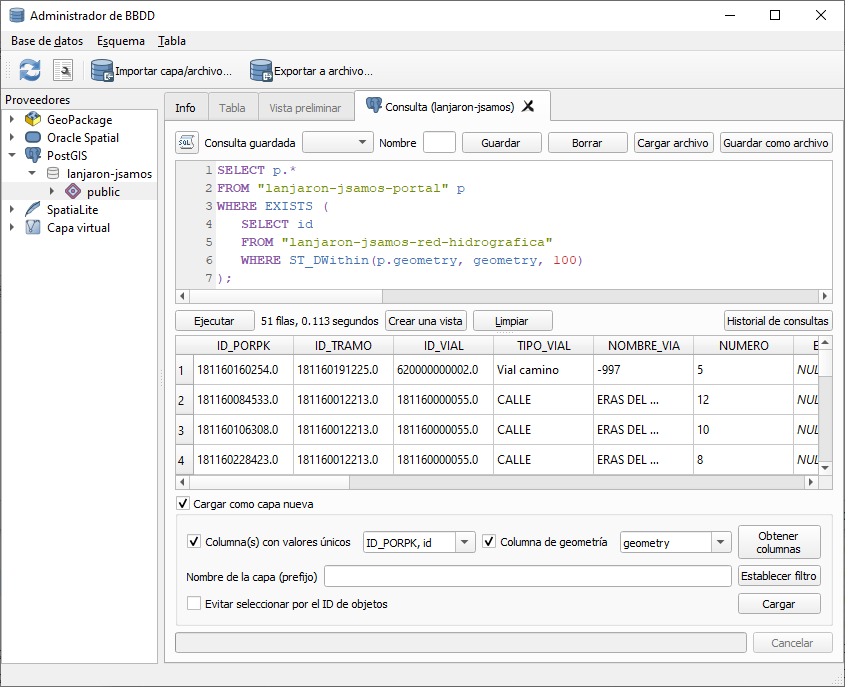 Administrador de BBDD
Base de datos Esquema Tabla
Importar capa/archivo... Exportar a archivo...
Proveedores
GeoPackage
Oracle Spatial
PostGIS
lanjaron-jsamos
public
SpatiaLite
Capa virtual
Info Tabla Vista preliminar Consulta (lanjaron-jsamos)
SQL Consulta guardada Nombre Guardar Borrar Cargar archivo Guardar como archivo
1 SELECT p.*
2 FROM "lanjaron-jsamos-portal" p
3 WHERE EXISTS (
4 SELECT id
5 FROM "lanjaron-jsamos-red-hidrografica"
6 WHERE ST_DWithin(p.geometry, geometry, 100)
7 );
Ejecutar 51 filas, 0.113 segundos Crear una vista Limpiar Historial de consultas
ID_PORPK ID_TRAMO ID_VIAL TIPO_VIAL NOMBRE_VIA NUMERO E
1 181160160254.0 181160191225.0 620000000002.0 Vial camino -997 5 NUL
2 181160084533.0 181160012213.0 181160000055.0 CALLE ERAS DEL ... 12 NUL
3 181160106308.0 181160012213.0 181160000055.0 CALLE ERAS DEL ... 10 NUL
4 181160228423.0 181160012213.0 181160000055.0 CALLE ERAS DEL ... 8 NUL
Cargar como capa nueva
Columna(s) con valores únicos ID_PORPK, id Columna de geometría geometry Obtener columnas
Nombre de la capa (prefijo) Establecer filtro
Evitar seleccionar por el ID de objetos Cargar
Cancelar